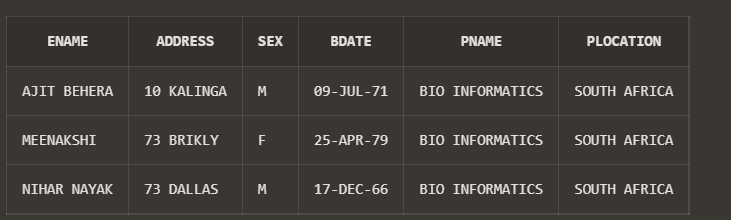 ENAME ADDRESS SEX BDATE PNAME PLOCATION
AJIT BEHERA 10 KALINGA M 09-JUL-71 BIO INFORMATICS SOUTH AFRICA
MEENAKSHI 73 BRIKLY F 25-APR-79 BIO INFORMATICS SOUTH AFRICA
NIHAR NAYAK 73 DALLAS M 17-DEC-66 BIO INFORMATICS SOUTH AFRICA